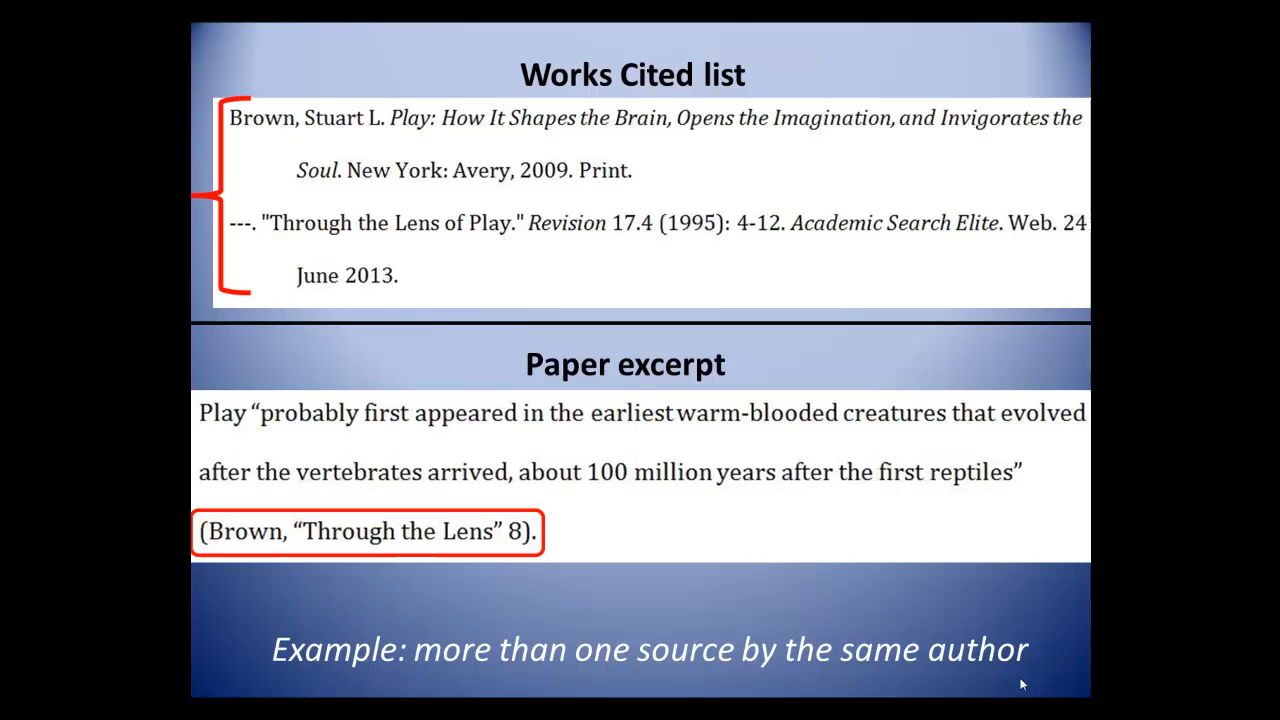 Works Cited list
Brown, Stuart L. Play: How It Shapes the Brain, Opens the Imagination, and Invigorates the
Soul. New York: Avery, 2009. Print.
---. "Through the Lens of Play." Revision 17.4 (1995): 4-12. Academic Search Elite. Web. 24
June 2013.
Paper excerpt
Play “probably first appeared in the earliest warm-blooded creatures that evolved
after the vertebrates arrived, about 100 million years after the first reptiles”
(Brown, “Through the Lens” 8).
Example: more than one source by the same author